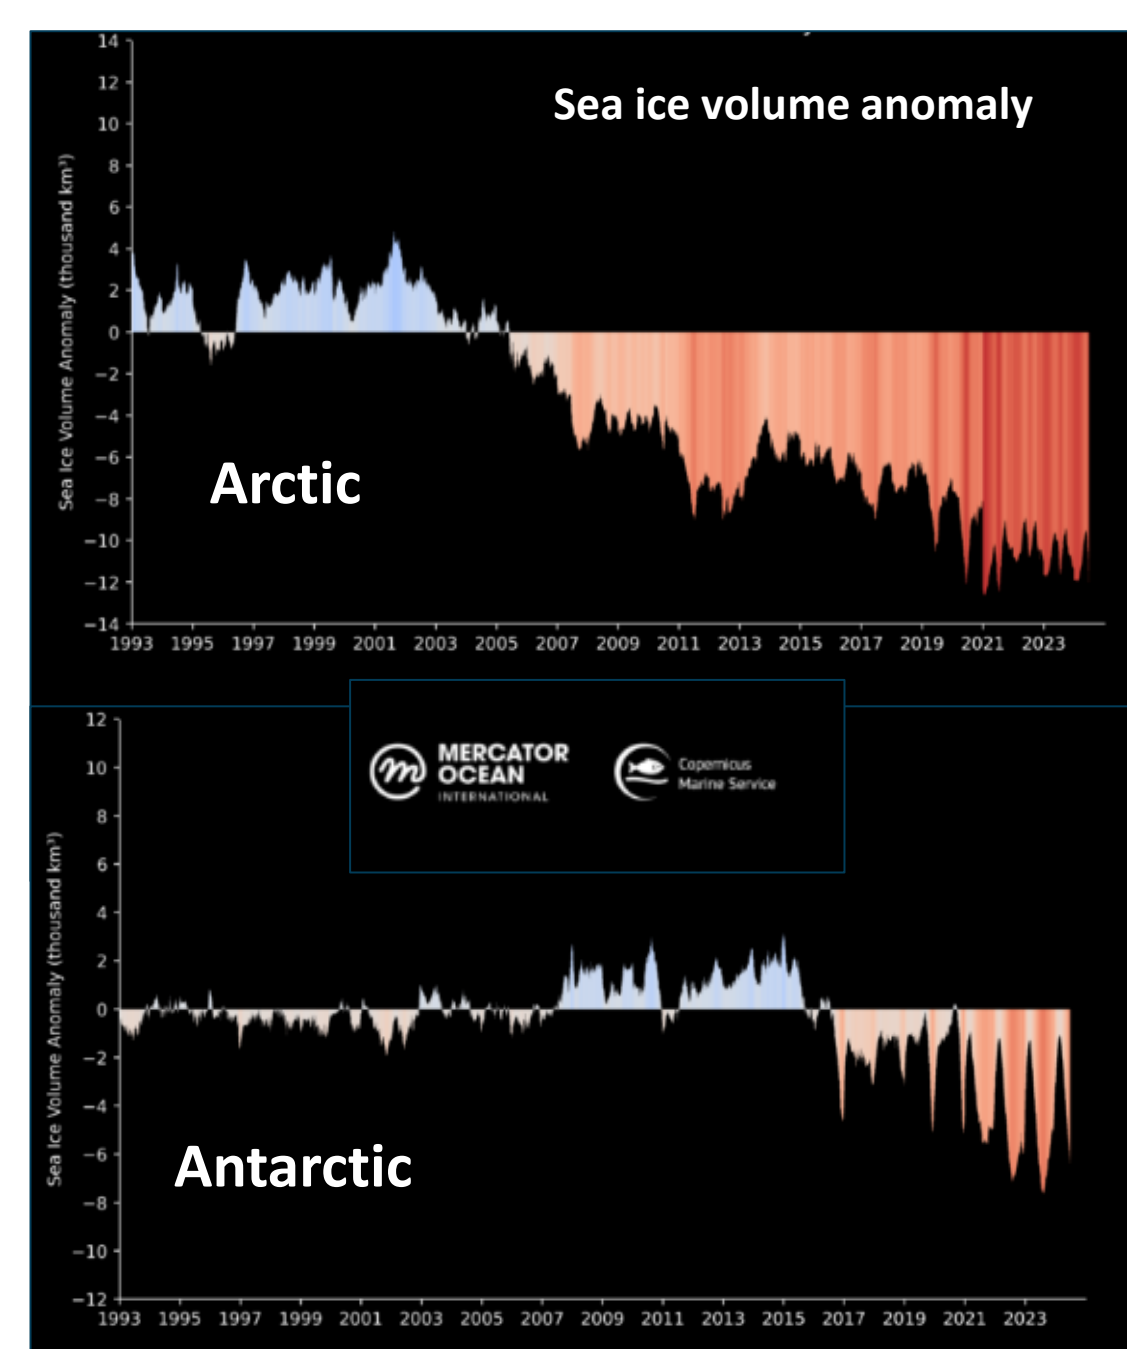 Sea ice volume anomaly
Sea Ice Volume Anomaly (thousand km³)
14
12
10
8
6
4
2
0
−2
−4
−6
−8
−10
−12
−14
Arctic
1993 1995 1997 1999 2001 2003 2005 2007 2009 2011 2013 2015 2017 2019 2021 2023
MERCATOR
OCEAN
INTERNATIONAL
Copernicus
Marine Service
Sea Ice Volume Anomaly (thousand km³)
12
10
8
6
4
2
0
−2
−4
−6
−8
−10
−12
Antarctic
1993 1995 1997 1999 2001 2003 2005 2007 2009 2011 2013 2015 2017 2019 2021 2023